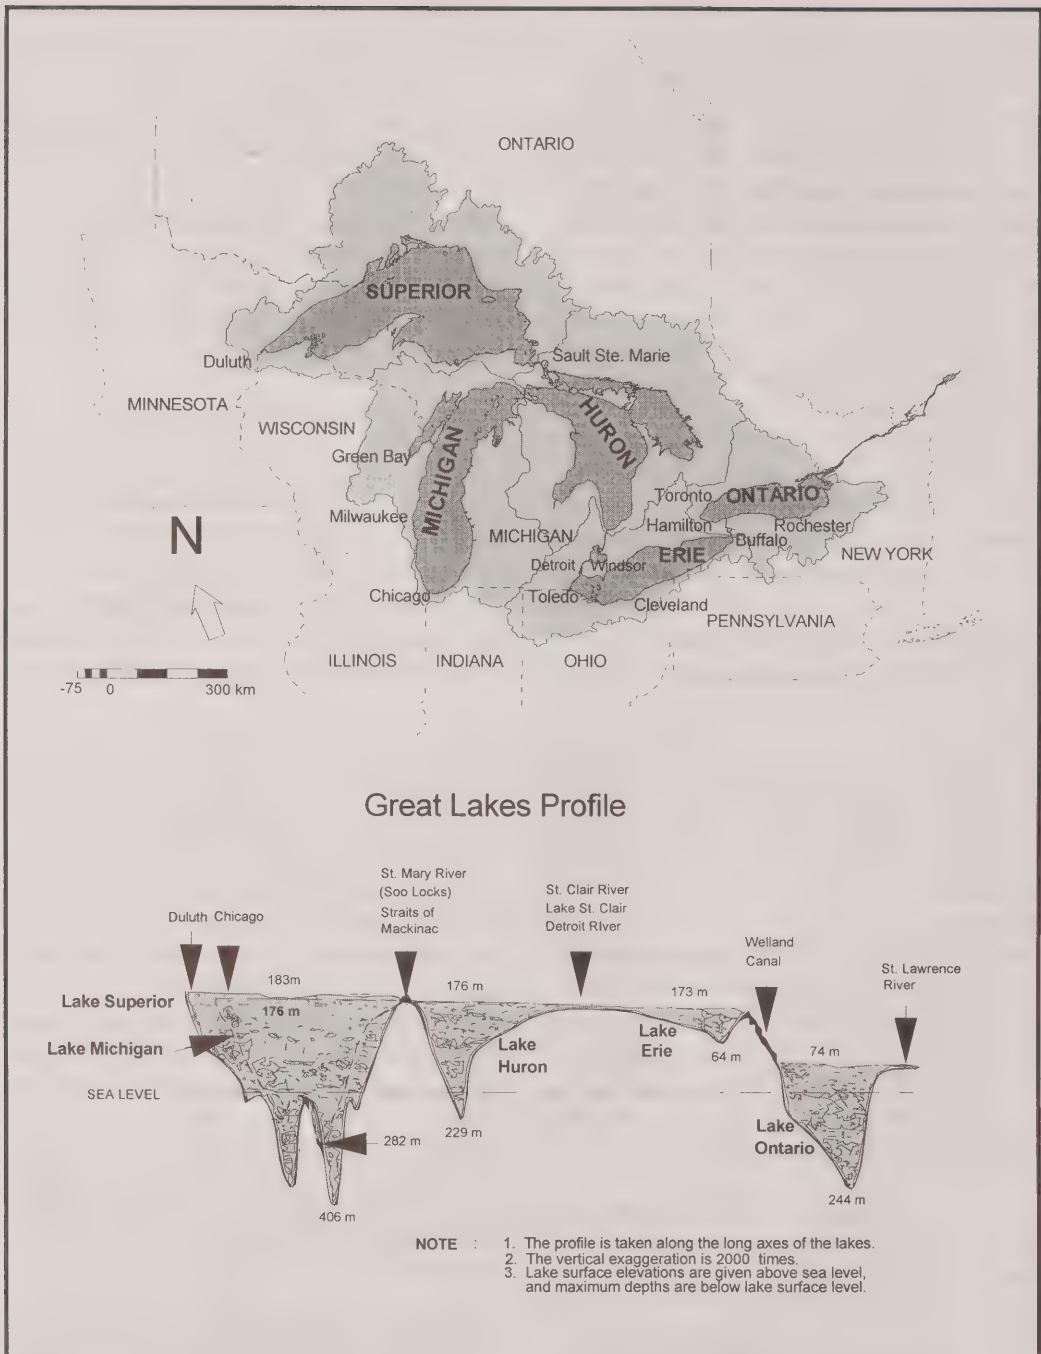 ONTARIO
SUPERIOR
Duluth
Sault Ste. Marie
MINNESOTA
WISCONSIN
HURON
Green Bay
MICHIGAN
Toronto
ONTARIO
Milwaukee
N
MICHIGAN
Hamilton
Rochester
Buffalo
ERIE
NEW YORK
Detroit
Windsor
Chicago
Toledo
Cleveland
PENNSYLVANIA
ILLINOIS
INDIANA
OHIO
-75 0 300 km
Great Lakes Profile
St. Mary River
(Soo Locks)
Straits of
Mackinac
St. Clair River
Lake St. Clair
Detroit RIver
Duluth Chicago
Welland
Canal
St. Lawrence
River
183m
176 m
173 m
Lake Superior
176 m
Lake Michigan
Lake
Huron
Lake
Erie
64 m
74 m
SEA LEVEL
229 m
282 m
Lake
Ontario
406 m
244 m
NOTE : 1. The profile is taken along the long axes of the lakes.
2. The vertical exaggeration is 2000 times.
3. Lake surface elevations are given above sea level,
and maximum depths are below lake surface level.